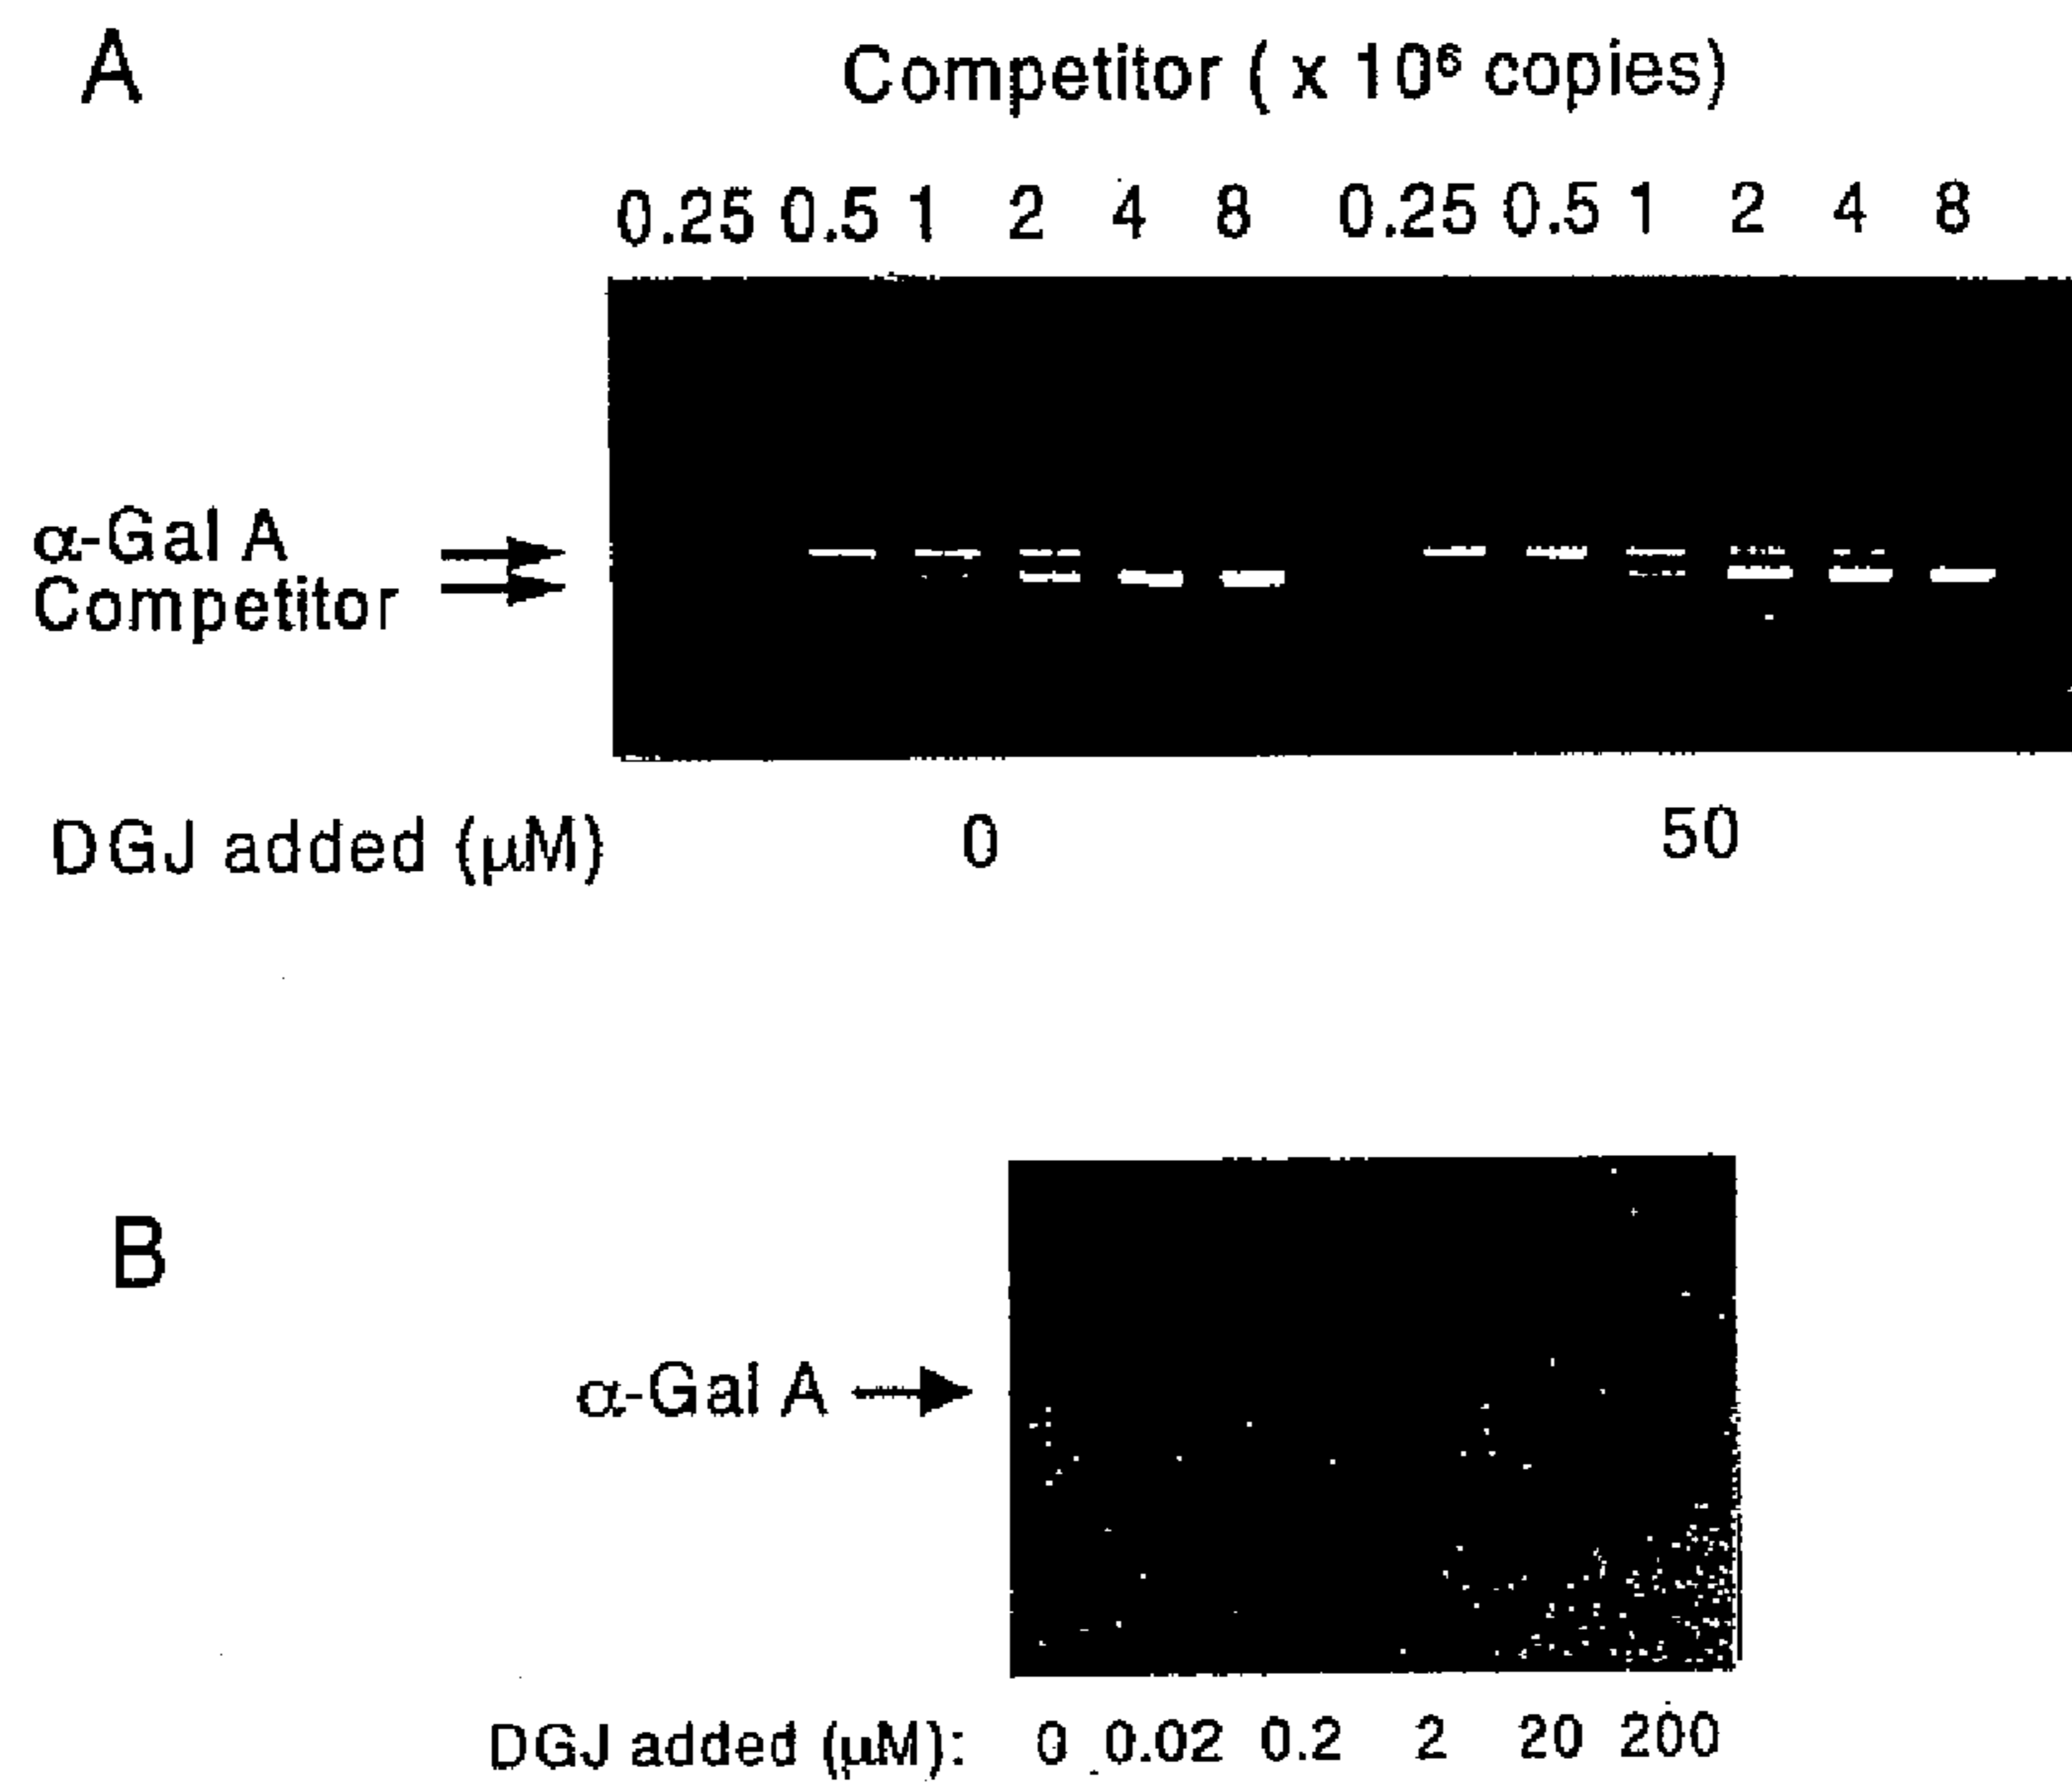 A
Competitor ( x 10⁶ copies)
0.25 0.5 1 2 4 8 0.25 0.5 1 2 4 8
α-Gal A
Competitor
DGJ added (μM) 0 50
B
α-Gal A
DGJ added (μM): 0 0.02 0.2 2 20 200